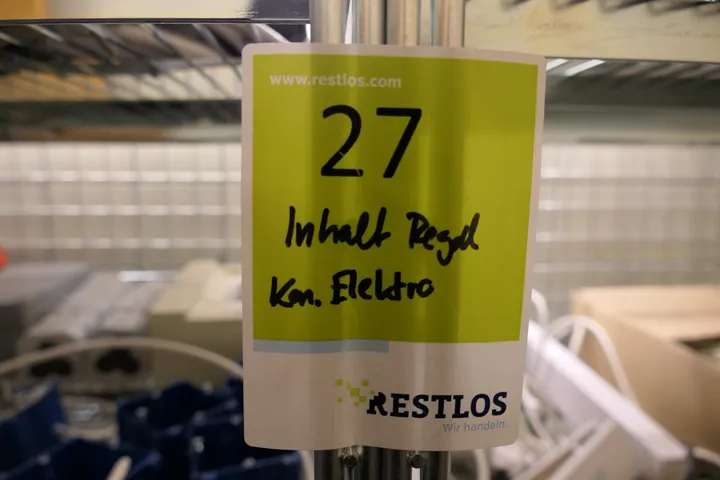 www.restlos.com
27
Inhalt Regal
Kon. Elektro
RESTLOS
Wir handeln.